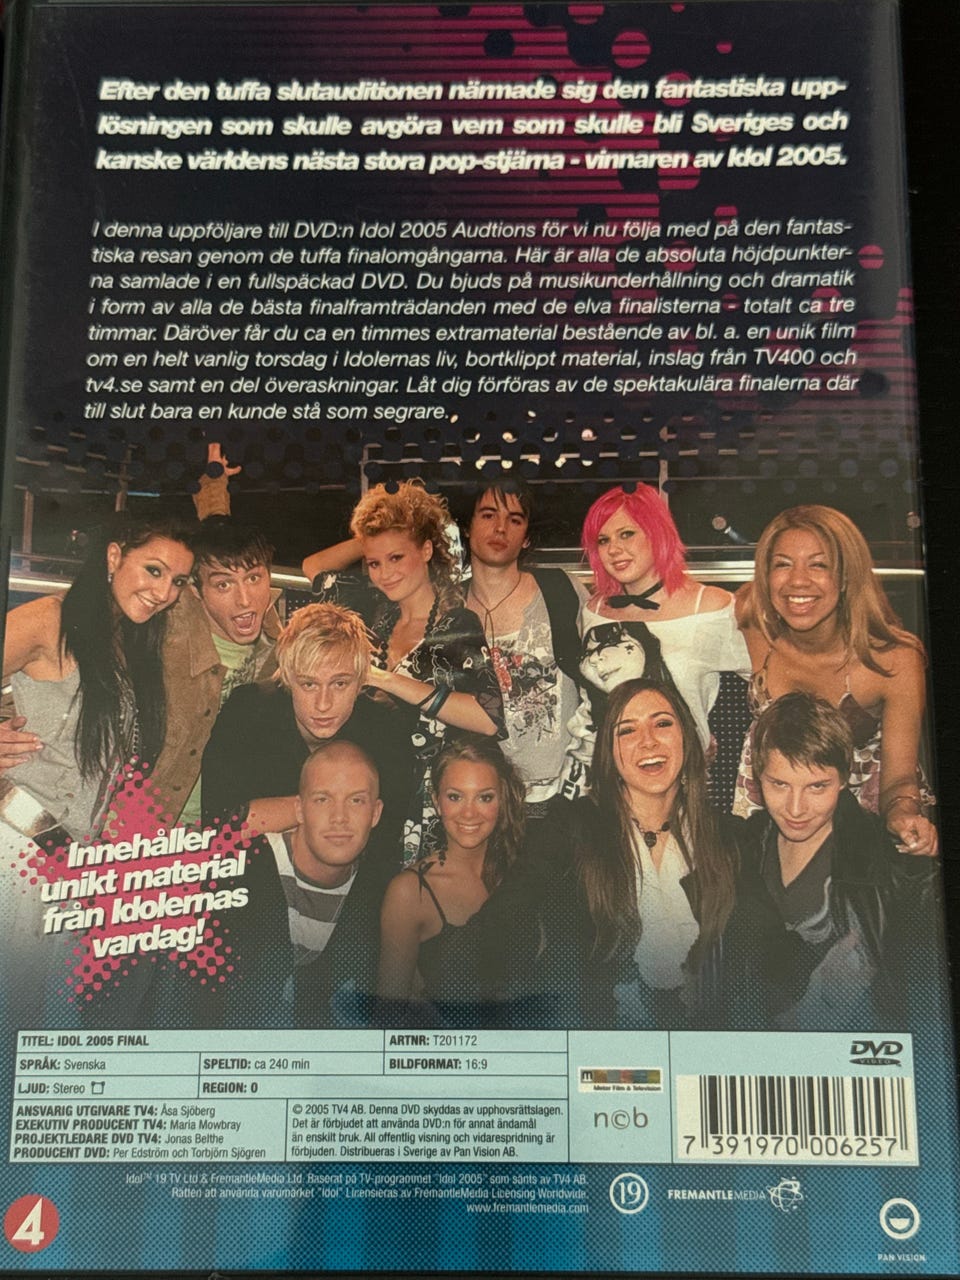 Efter den tuffa slutauditionen närmade sig den fantastiska upp-
lösningen som skulle avgöra vem som skulle bli Sveriges och
kanske världens nästa stora pop-stjärna - vinnaren av Idol 2005.
I denna uppföljare till DVD:n Idol 2005 Audtions för vi nu följa med på den fantas-
tiska resan genom de tuffa finalomgångarna. Här är alla de absoluta höjdpunkter-
na samlade i en fullspäckad DVD. Du bjuds på musikunderhållning och dramatik
i form av alla de bästa finalframträdanden med de elva finalisterna - totalt ca tre
timmar. Däröver får du ca en timmes extramaterial bestående av bl. a. en unik film
om en helt vanlig torsdag i Idolernas liv, bortklippt material, inslag från TV400 och
tv4.se samt en del överaskningar. Låt dig förföras av de spektakulära finalerna där
till slut bara en kunde stå som segrare.
Innehåller
unikt material
från Idolernas
vardag!
TITEL: IDOL 2005 FINAL
ARTNR: T201172
SPRÅK: Svenska
SPELTID: ca 240 min
BILDFORMAT: 16:9
LJUD: Stereo
REGION: 0
ANSVARIG UTGIVARE TV4: Åsa Sjöberg
EXEKUTIV PRODUCENT TV4: Maria Mowbray
PROJEKTLEDARE DVD TV4: Jonas Belthe
PRODUCENT DVD: Per Edström och Torbjörn Sjögren
© 2005 TV4 AB. Denna DVD skyddas av upphovsrättslagen.
Det är förbjudet att använda DVD:n för annat ändamål
än enskilt bruk. All offentlig visning och vidarespridning är
förbjuden. Distribueras i Sverige av Pan Vision AB.
Meter Film & Television
n©b
DVD
VIDEO
7 391970 006257
Idol™ 19 TV Ltd & FremantleMedia Ltd. Baserat på TV-programmet "Idol 2005" som sänts av TV4 AB.
Rätten att använda varumärket "Idol" Licensieras av FremantleMedia Licensing Worldwide.
www.fremantlemedia.com
19
FREMANTLEMEDIA
4
PAN VISION